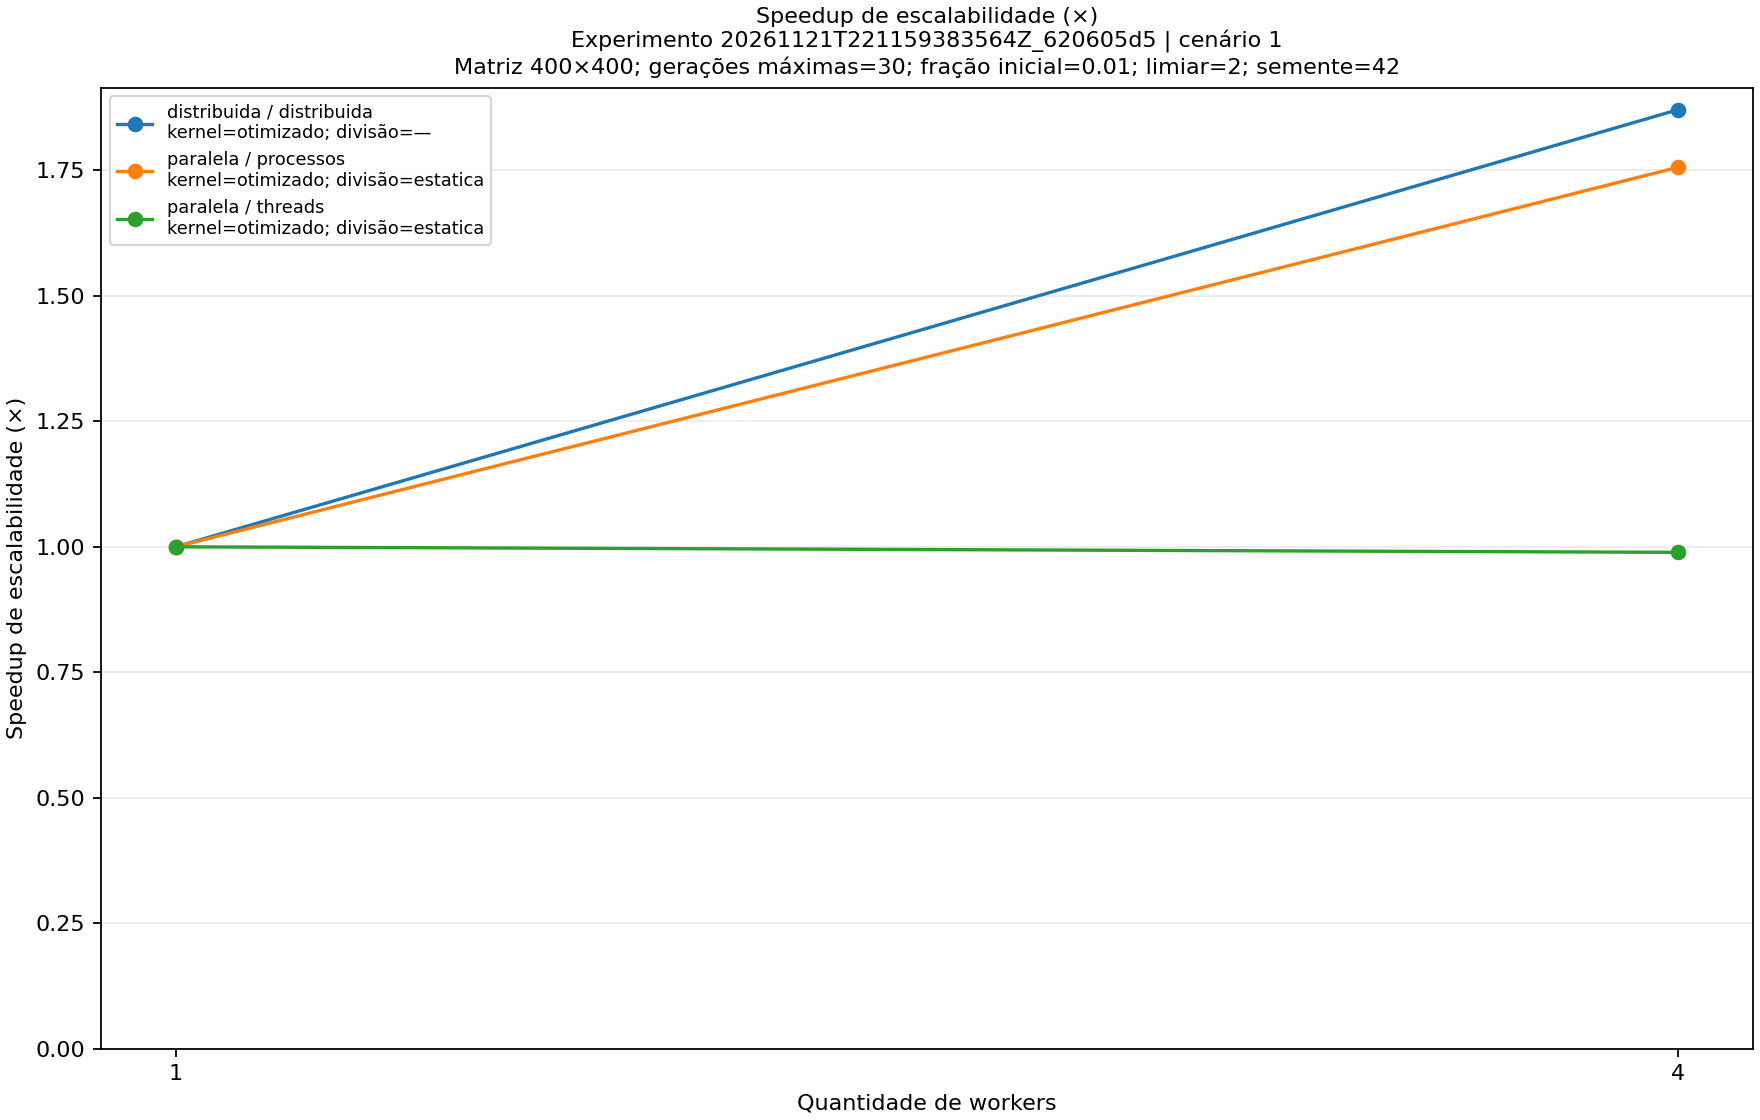 Speedup de escalabilidade (×)
Experimento 20261121T221159383564Z_620605d5 | cenário 1
Matriz 400×400; gerações máximas=30; fração inicial=0.01; limiar=2; semente=42
distribuida / distribuida
kernel=otimizado; divisão=—
paralela / processos
kernel=otimizado; divisão=estatica
paralela / threads
kernel=otimizado; divisão=estatica
Speedup de escalabilidade (×)
1.75
1.50
1.25
1.00
0.75
0.50
0.25
0.00
1
4
Quantidade de workers